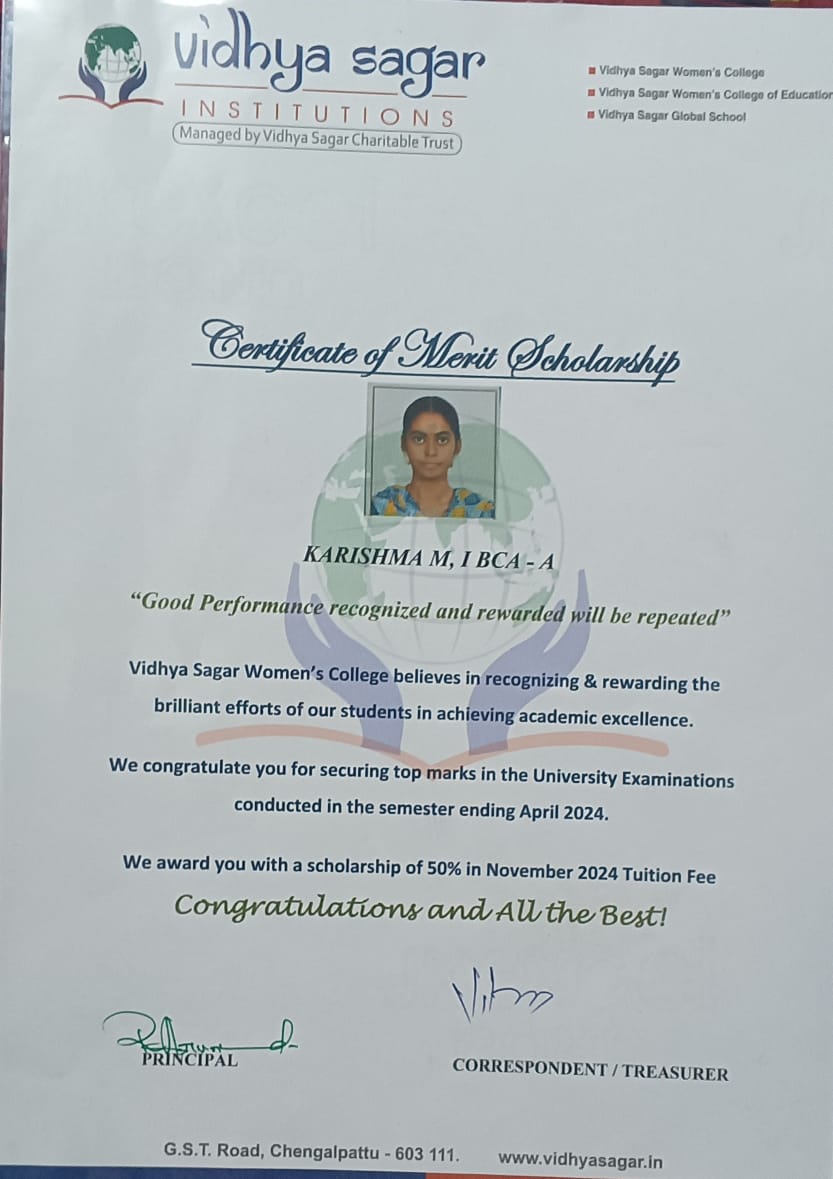 vidhya sagar
INSTITUTIONS
Managed by Vidhya Sagar Charitable Trust
Vidhya Sagar Women's College
Vidhya Sagar Women's College of Education
Vidhya Sagar Global School
Certificate of Merit Scholarship
KARISHMA M, I BCA - A
“Good Performance recognized and rewarded will be repeated”
Vidhya Sagar Women's College believes in recognizing & rewarding the
brilliant efforts of our students in achieving academic excellence.
We congratulate you for securing top marks in the University Examinations
conducted in the semester ending April 2024.
We award you with a scholarship of 50% in November 2024 Tuition Fee
Congratulations and All the Best!
PRINCIPAL
CORRESPONDENT / TREASURER
G.S.T. Road, Chengalpattu - 603 111. www.vidhyasagar.in